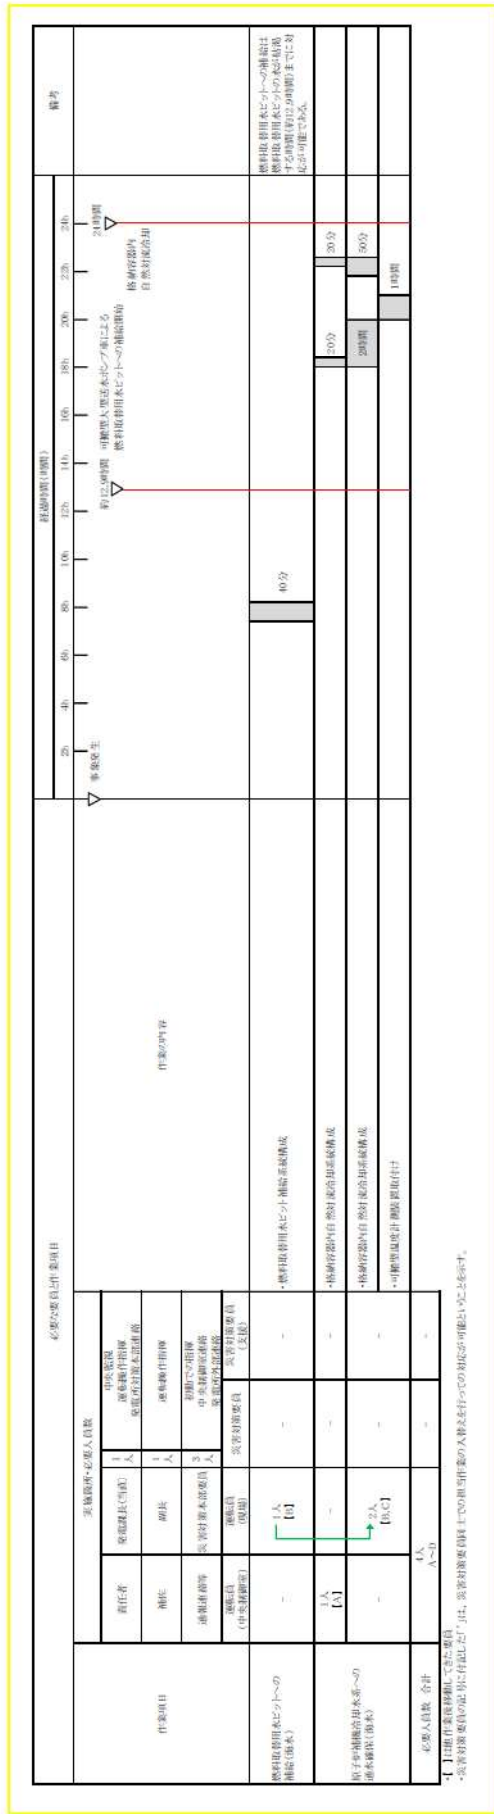 必要な要員と作業項目
経過時間(時間)
備考
実施箇所・必要人員数
2h 4h 6h 8h 10h 12h 14h 16h 18h 20h 22h 24h
作業項目
責任者
発電課長(当直)
1人
中央監視
運転操作指揮
発電所対策本部連絡
補佐
副長
1人
運転操作指揮
通報連絡等
災害対策本部要員
3人
初動での指揮
中央制御室連絡
発電所外部連絡
運転員
(中央制御室)
運転員
(現場)
災害対策要員
災害対策要員
(支援)
作業の内容
事象発生
約12.9時間 可搬型大型送水ポンプ車による
燃料取替用水ピットへの補給開始
24時間
格納容器内
自然対流冷却
燃料取替用水ピットへの
補給(海水)
-
1人
【B】
-
-
・燃料取替用水ピット補給系統構成
40分
燃料取替用水ピットへの補給は
燃料取替用水ピットの水が枯渇
する時間(約12.9時間)までに対
応が可能である。
原子炉補機冷却水系への
通水確保(海水)
1人
【A】
-
-
-
・格納容器内自然対流冷却系統構成
20分
20分
-
2人
【B,C】
-
-
・格納容器内自然対流冷却系統構成
2時間
50分
・可搬型温度計測装置取付け
1時間
必要人員数 合計
4人
A～D
-
-
・【 】は他作業後移動してきた要員
・災害対策要員の記号に付記した「'」は、災害対策要員同士での担当作業の入替えを行っての対応が可能ということを示す。